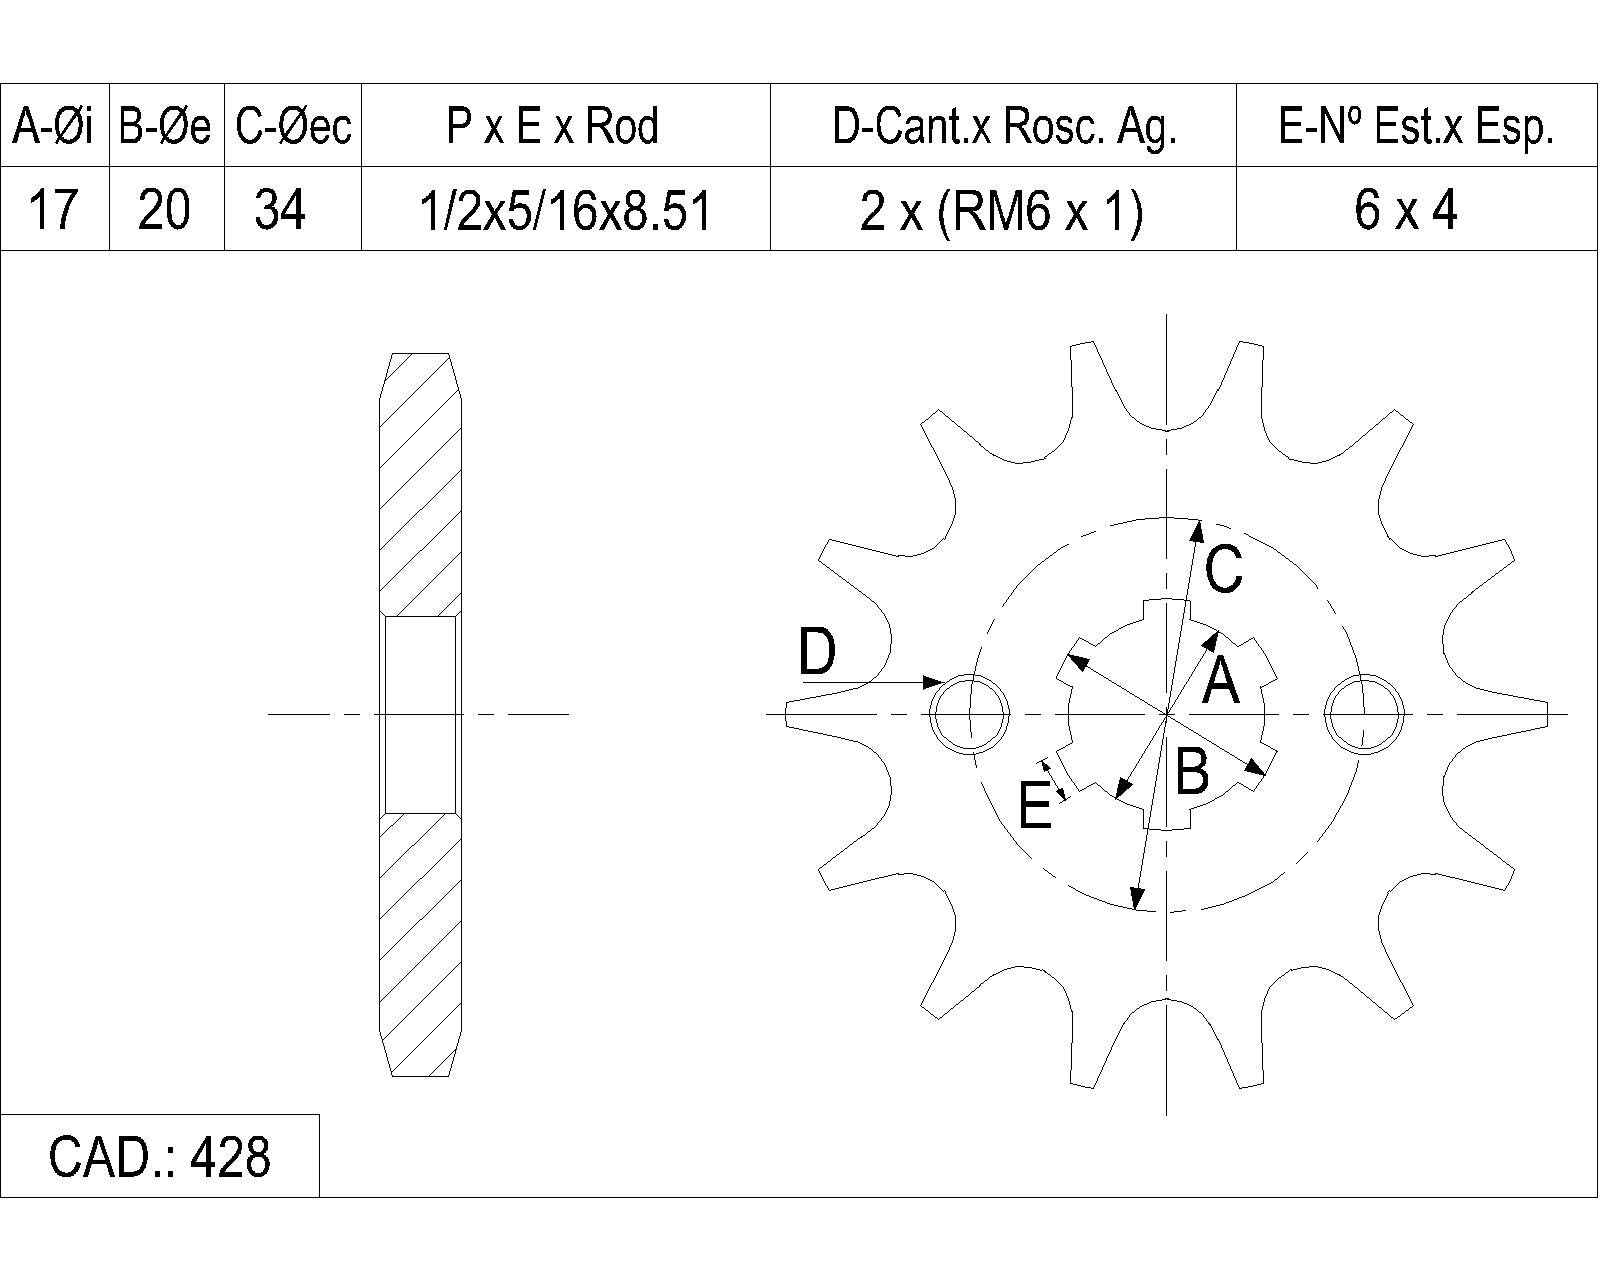 A-Øi B-Øe C-Øec P x E x Rod D-Cant.x Rosc. Ag. E-Nº Est.x Esp.
17 20 34 1/2x5/16x8.51 2 x (RM6 x 1) 6 x 4
C
D
A
B
E
CAD.: 428